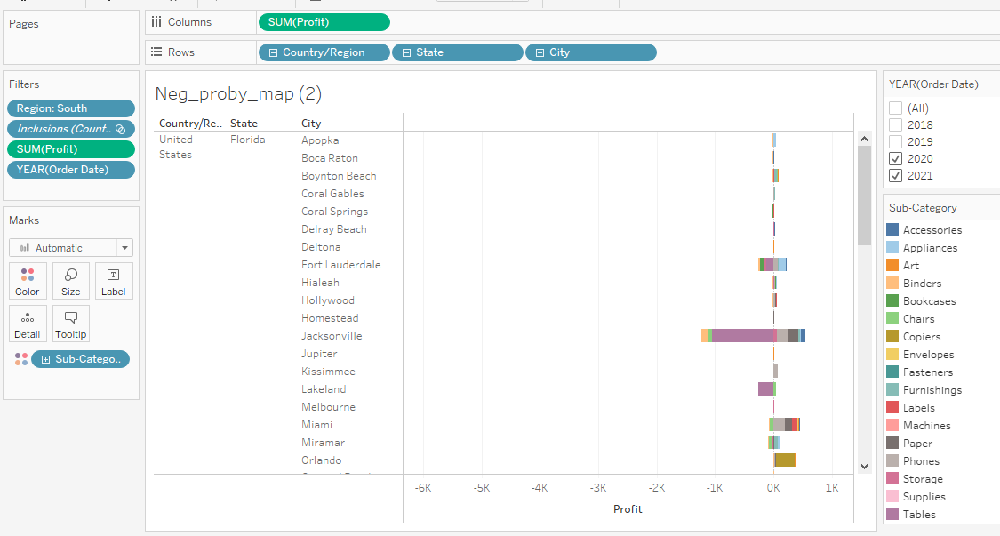 Pages
Columns
SUM(Profit)
Rows
Country/Region
State
City
Filters
Region: South
Inclusions (Count..
SUM(Profit)
YEAR(Order Date)
Marks
Automatic
Color
Size
Label
Detail
Tooltip
Sub-Catego..
Neg_proby_map (2)
Country/Re.. State City
United States
Florida
Apopka
Boca Raton
Boynton Beach
Coral Gables
Coral Springs
Delray Beach
Deltona
Fort Lauderdale
Hialeah
Hollywood
Homestead
Jacksonville
Jupiter
Kissimmee
Lakeland
Melbourne
Miami
Miramar
Orlando
-6K -5K -4K -3K -2K -1K 0K 1K
Profit
YEAR(Order Date)
(All)
2018
2019
2020
2021
Sub-Category
Accessories
Appliances
Art
Binders
Bookcases
Chairs
Copiers
Envelopes
Fasteners
Furnishings
Labels
Machines
Paper
Phones
Storage
Supplies
Tables